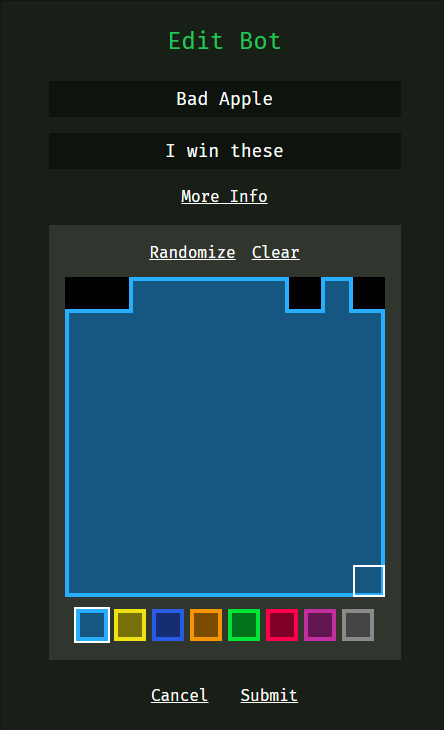 Edit Bot
Bad Apple
I win these
More Info
Randomize Clear
Cancel Submit